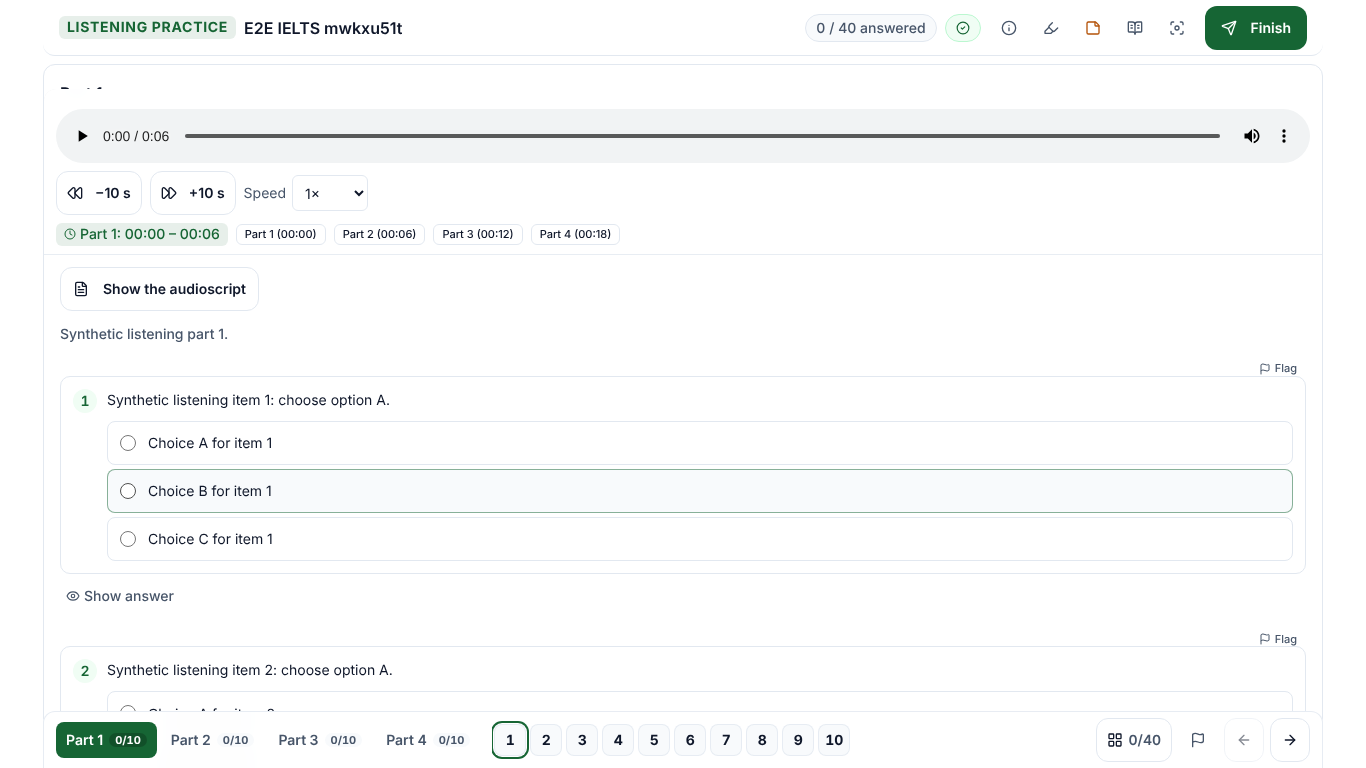 LISTENING PRACTICE E2E IELTS mwkxu51t 0 / 40 answered Finish
0:00 / 0:06
−10 s +10 s Speed 1×
Part 1: 00:00 – 00:06 Part 1 (00:00) Part 2 (00:06) Part 3 (00:12) Part 4 (00:18)
Show the audioscript
Synthetic listening part 1.
Flag
1 Synthetic listening item 1: choose option A.
Choice A for item 1
Choice B for item 1
Choice C for item 1
Show answer
Flag
2 Synthetic listening item 2: choose option A.
Part 1 0/10 Part 2 0/10 Part 3 0/10 Part 4 0/10 1 2 3 4 5 6 7 8 9 10 0/40